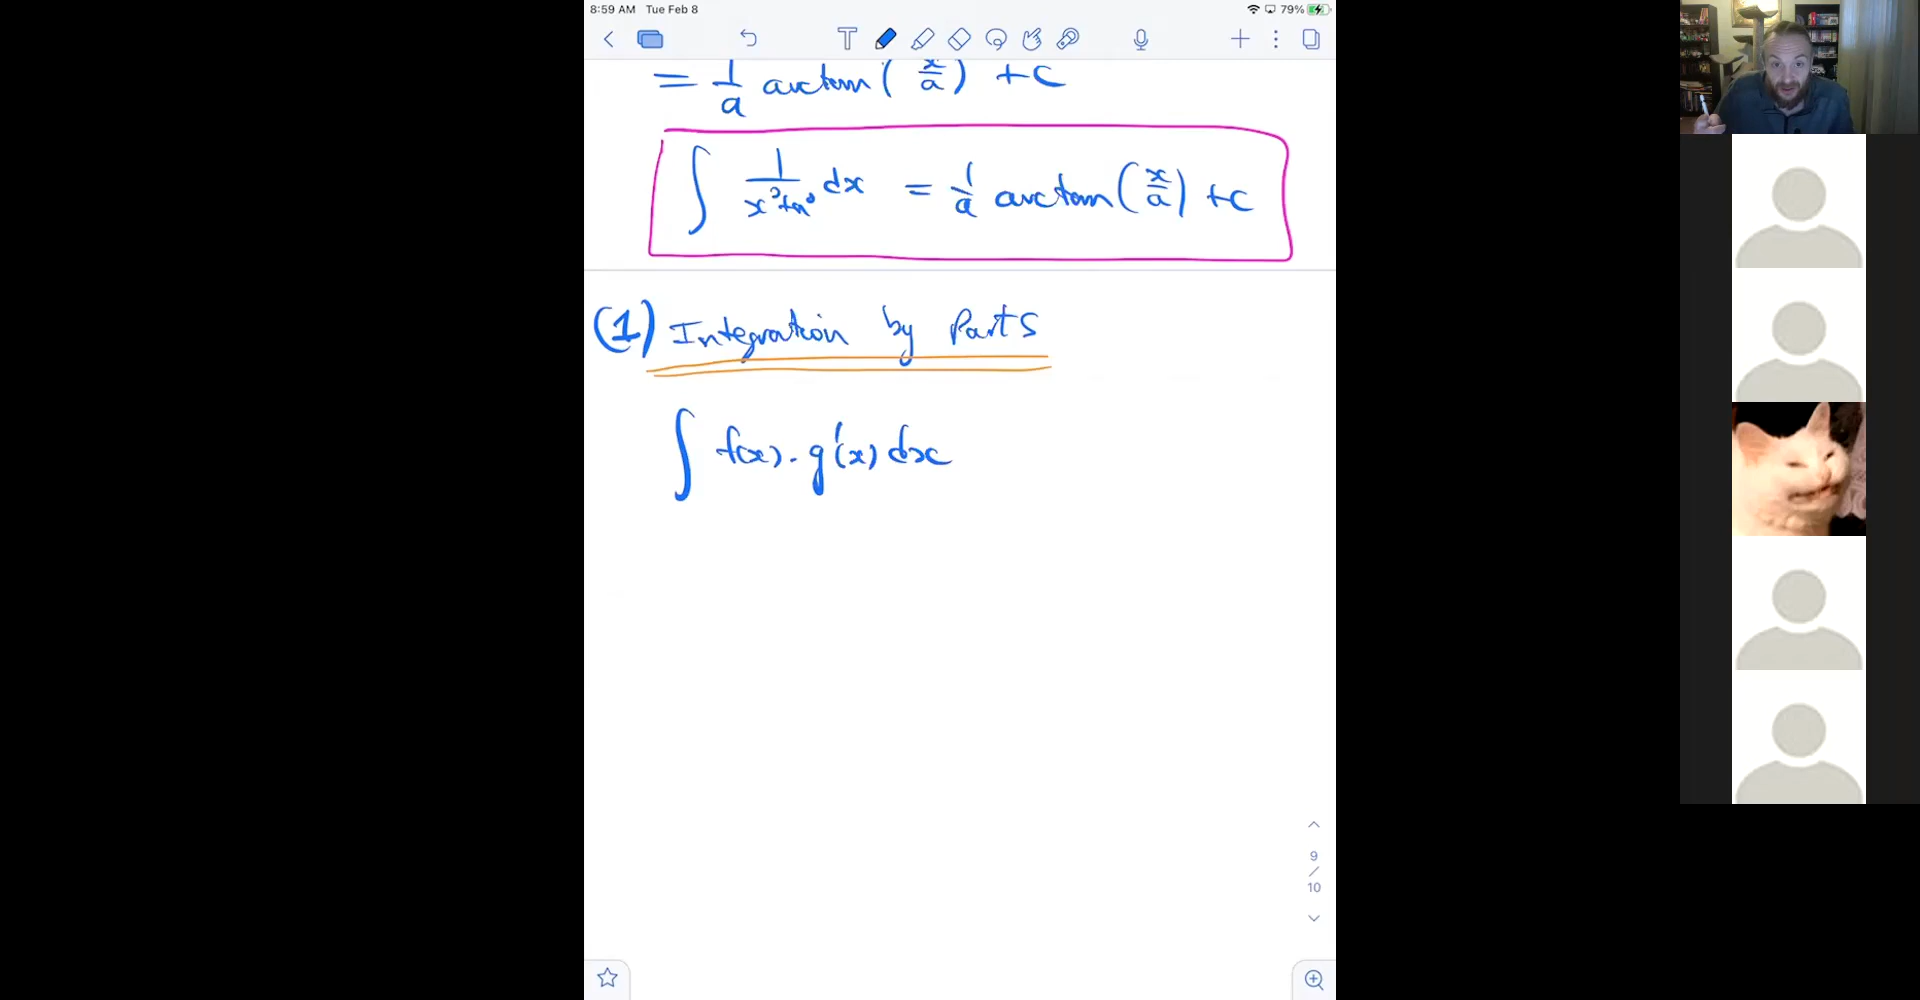 8:59 AM Tue Feb 8 79%
= 1/a arctan (x/a) +c
∫ 1/(x²+a²) dx = 1/a arctan (x/a) +c
(1) Integration by Parts
∫ f(x) · g'(x) dx
9
/
10